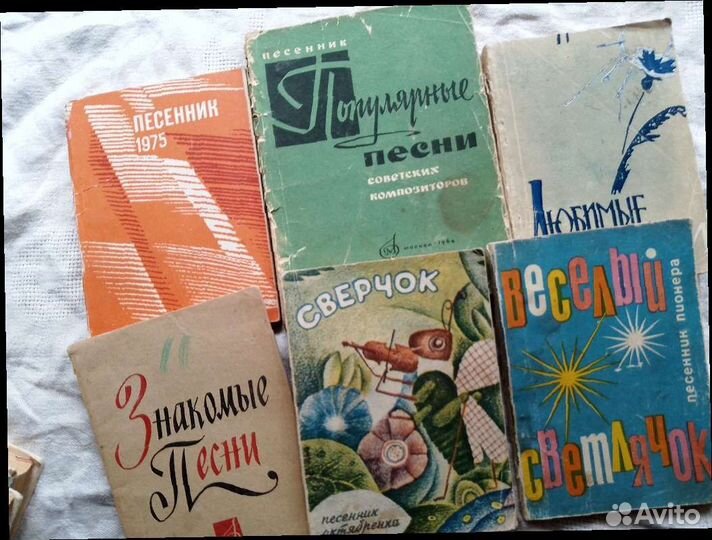 ПЕСЕННИК
1975
песенник
Популярные
песни
советских
композиторов
москва - 1964
Любимые
Знакомые
Песни
СВЕРЧОК
песенник
октябренка
Веселый
светлячок
песенник пионера
Avito